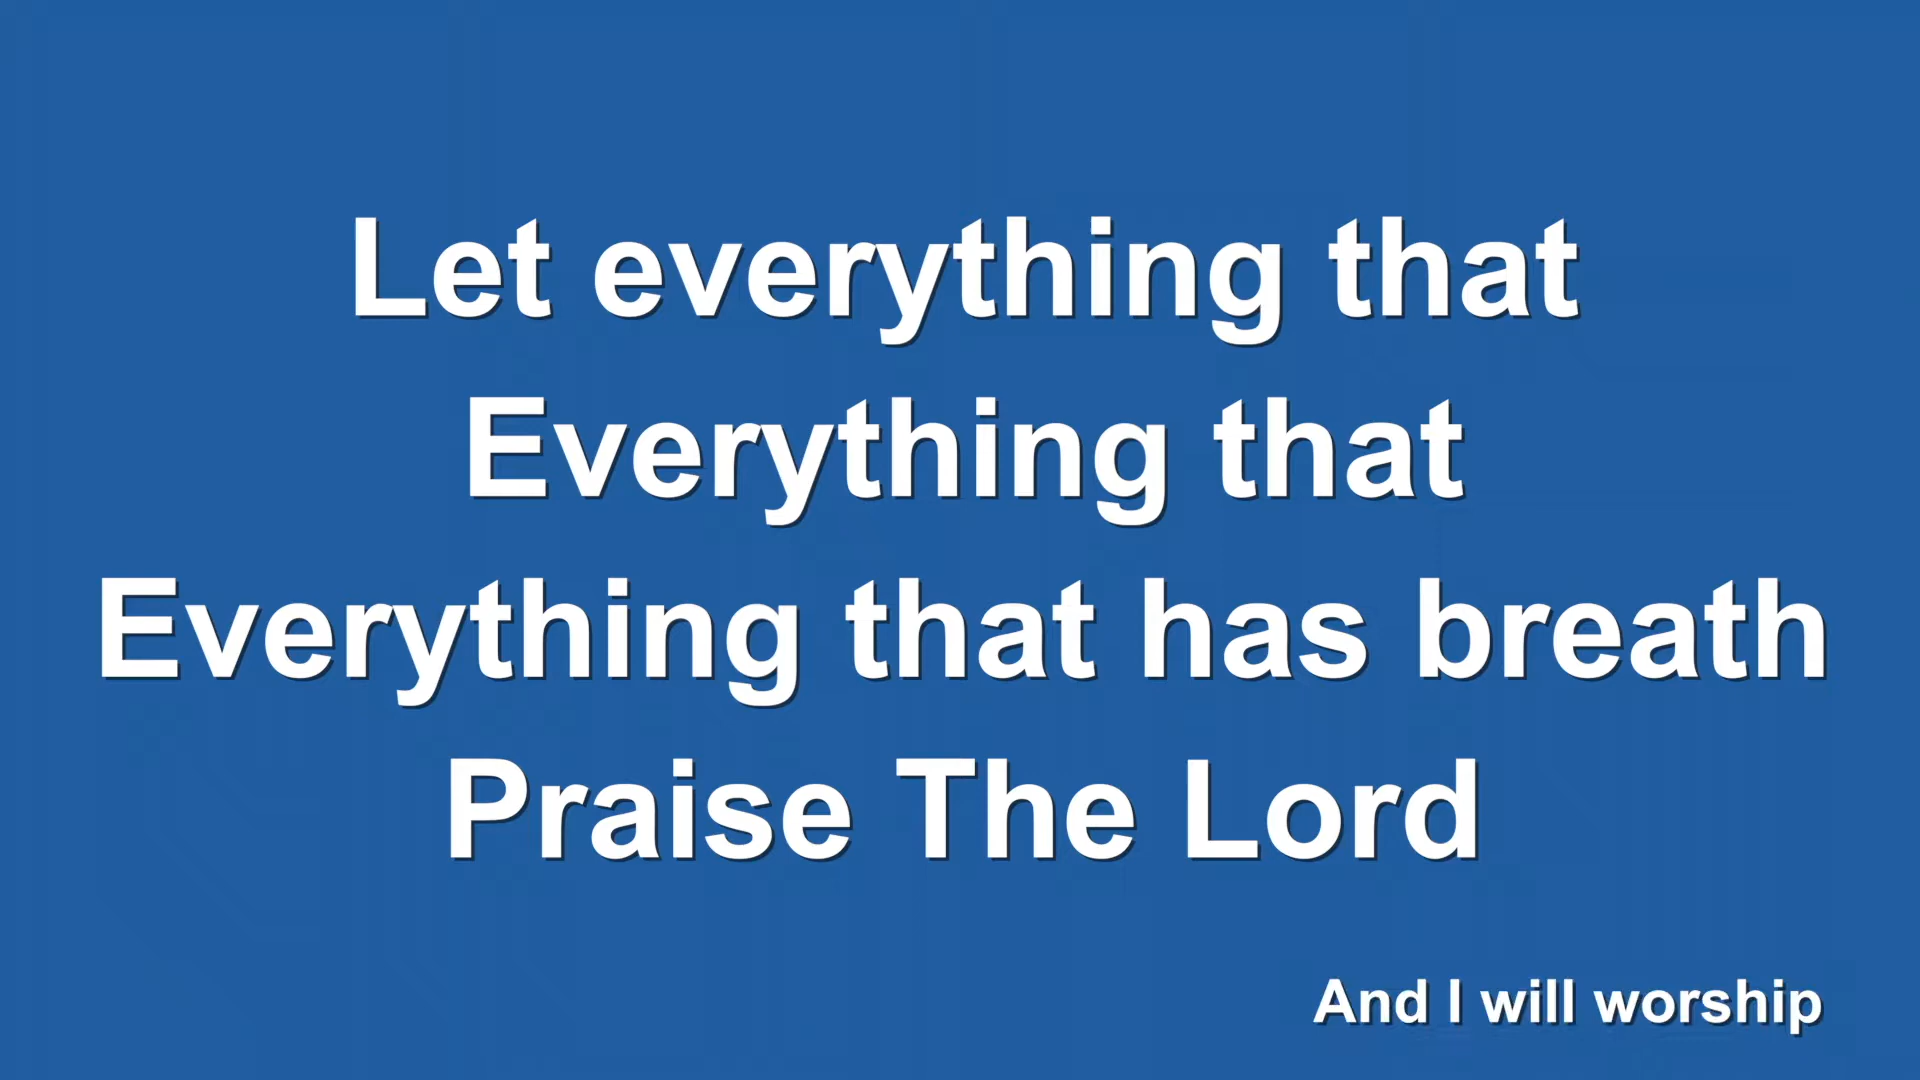 Let everything that
Everything that
Everything that has breath
Praise The Lord
And I will worship